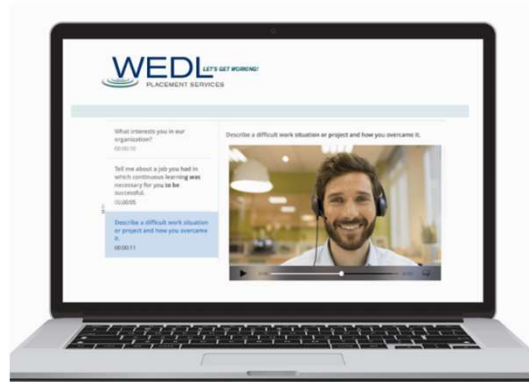 WEDL LET'S GET WORKING!
PLACEMENT SERVICES
What interests you in our
organization?
00:00:10
Describe a difficult work situation or project and how you overcame it.
Tell me about a job you had in
which continuous learning was
necessary for you to be
successful.
00:00:05
Describe a difficult work situation
or project and how you overcame
it.
00:00:11